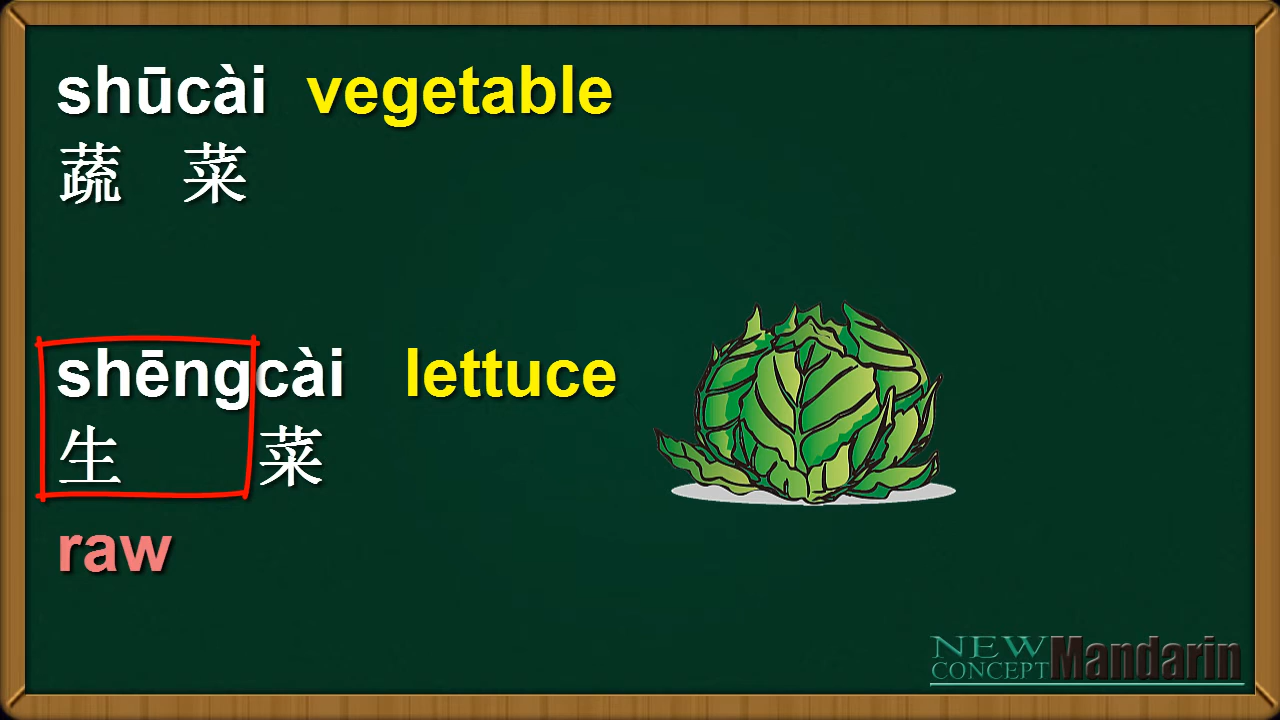 shūcài vegetable
蔬 菜
shēngcài lettuce
生 菜
raw
NEW CONCEPT Mandarin